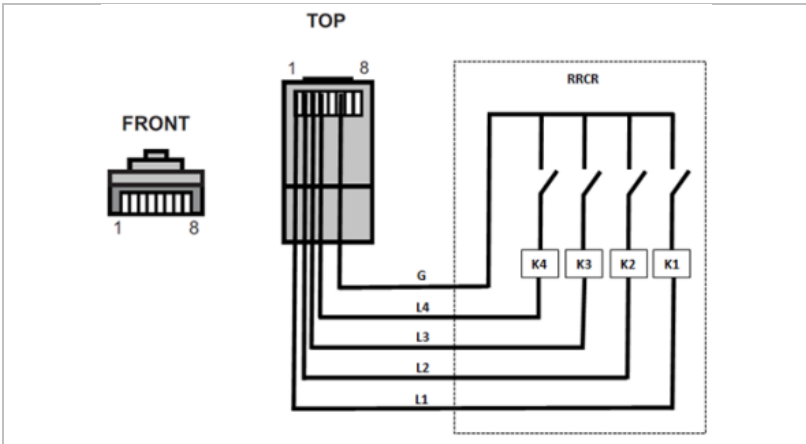 TOP
1 8
RRCR
FRONT
1 8
K4 K3 K2 K1
G
L4
L3
L2
L1